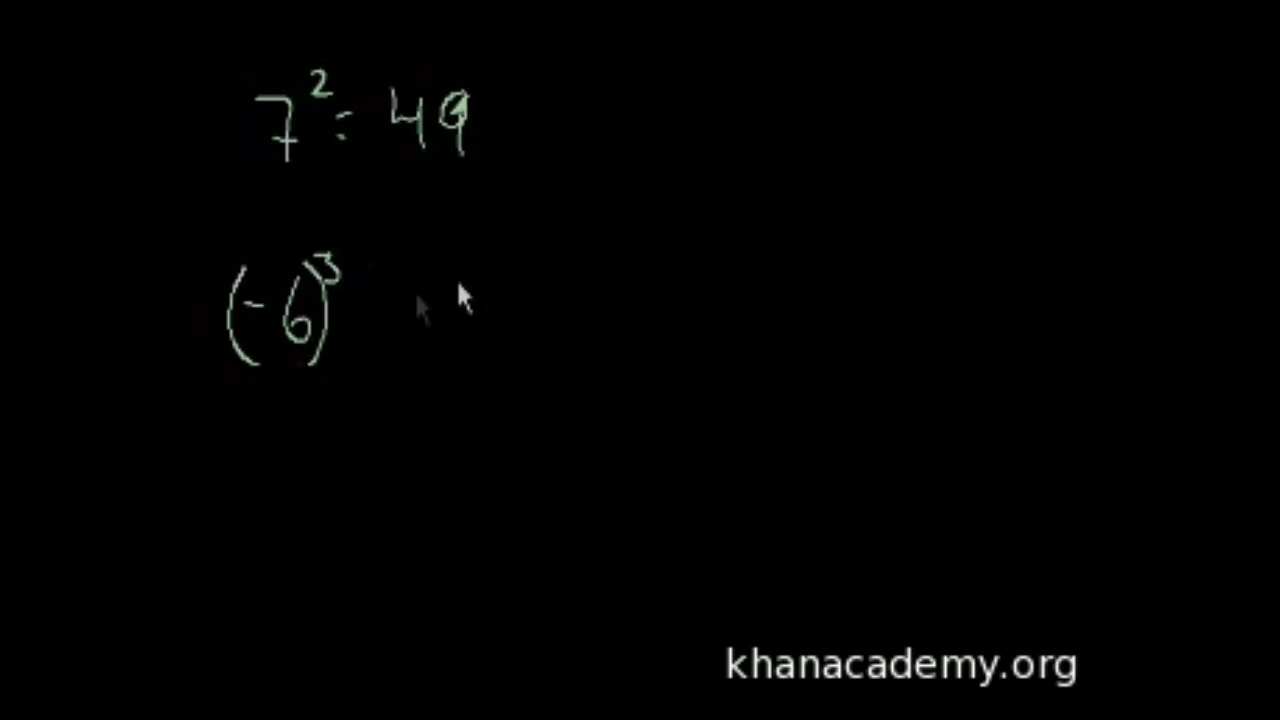 7² = 49
(-6)³
khanacademy.org